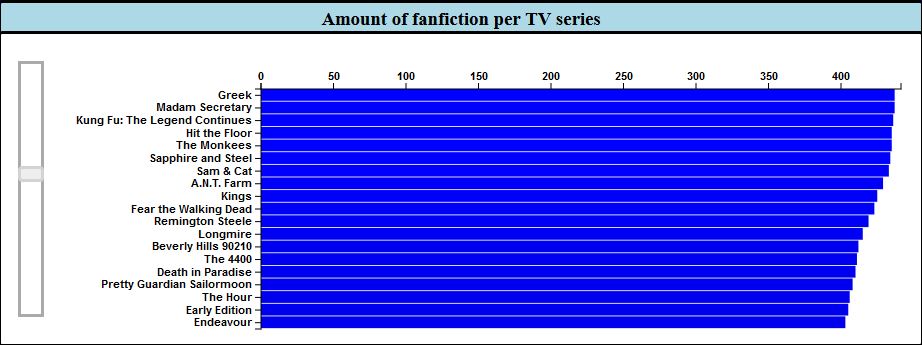 Amount of fanfiction per TV series
0 50 100 150 200 250 300 350 400
Greek
Madam Secretary
Kung Fu: The Legend Continues
Hit the Floor
The Monkees
Sapphire and Steel
Sam & Cat
A.N.T. Farm
Kings
Fear the Walking Dead
Remington Steele
Longmire
Beverly Hills 90210
The 4400
Death in Paradise
Pretty Guardian Sailormoon
The Hour
Early Edition
Endeavour